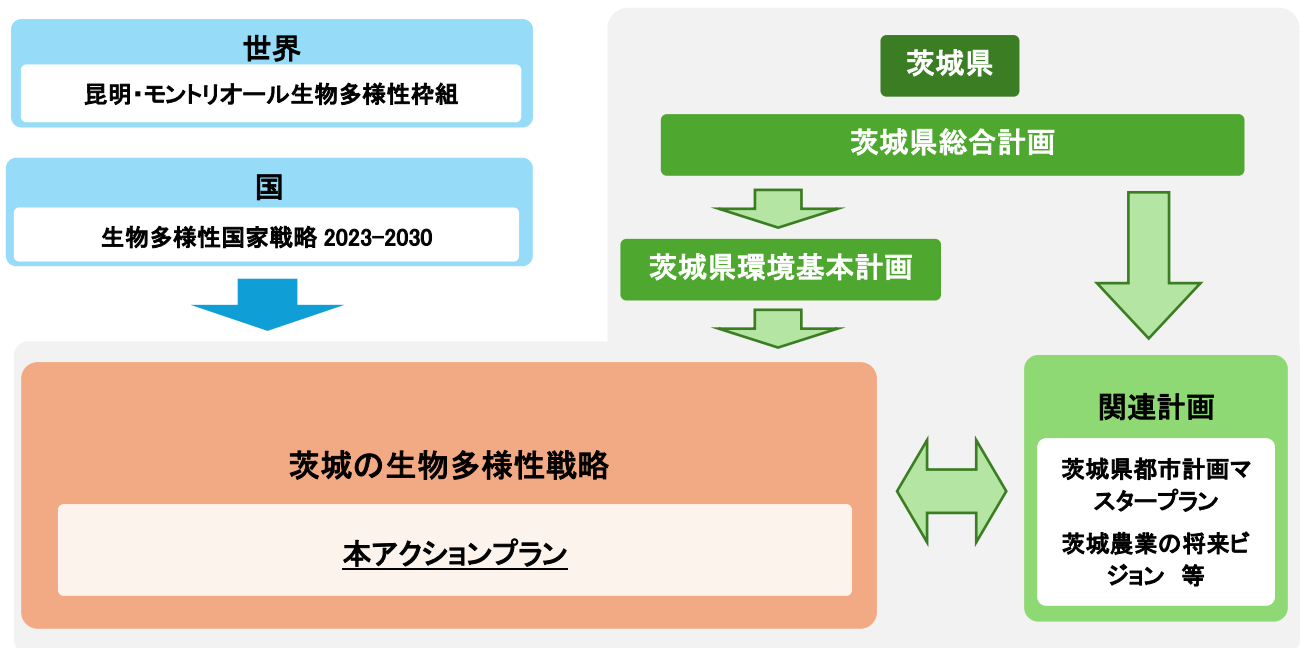 世界
昆明・モントリオール生物多様性枠組
国
生物多様性国家戦略 2023-2030
茨城県
茨城県総合計画
茨城県環境基本計画
茨城の生物多様性戦略
本アクションプラン
関連計画
茨城県都市計画マ
スタープラン
茨城農業の将来ビ
ジョン　等